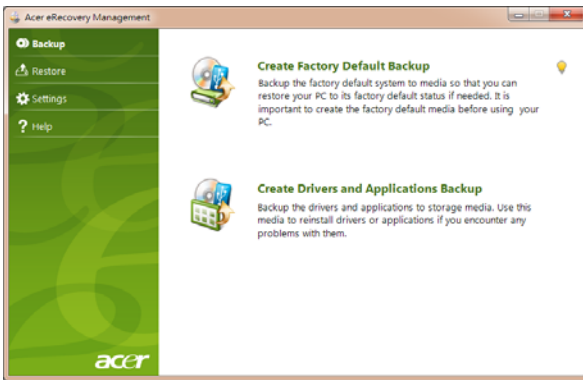 Acer eRecovery Management
Backup
Restore
Settings
? Help
Create Factory Default Backup
Backup the factory default system to media so that you can
restore your PC to its factory default status if needed. It is
important to create the factory default media before using your
PC.
Create Drivers and Applications Backup
Backup the drivers and applications to storage media. Use this
media to reinstall drivers or applications if you encounter any
problems with them.
acer